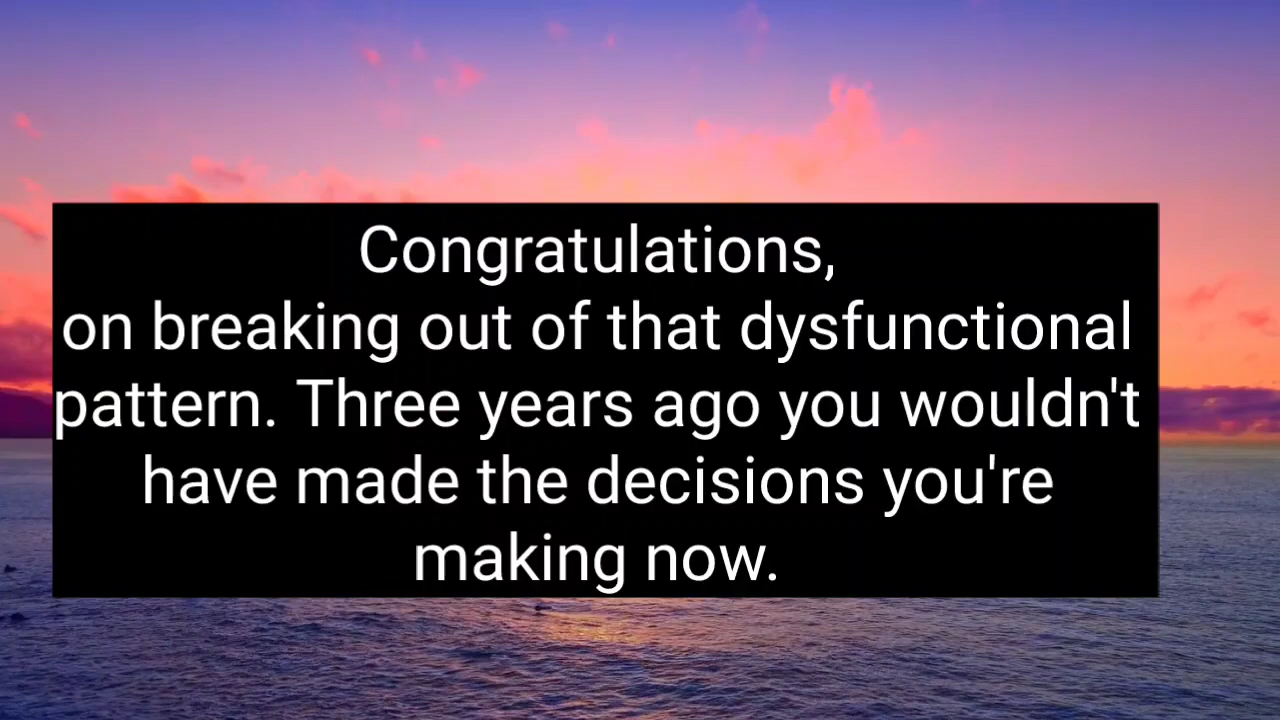 Congratulations,
on breaking out of that dysfunctional
pattern. Three years ago you wouldn't
have made the decisions you're
making now.